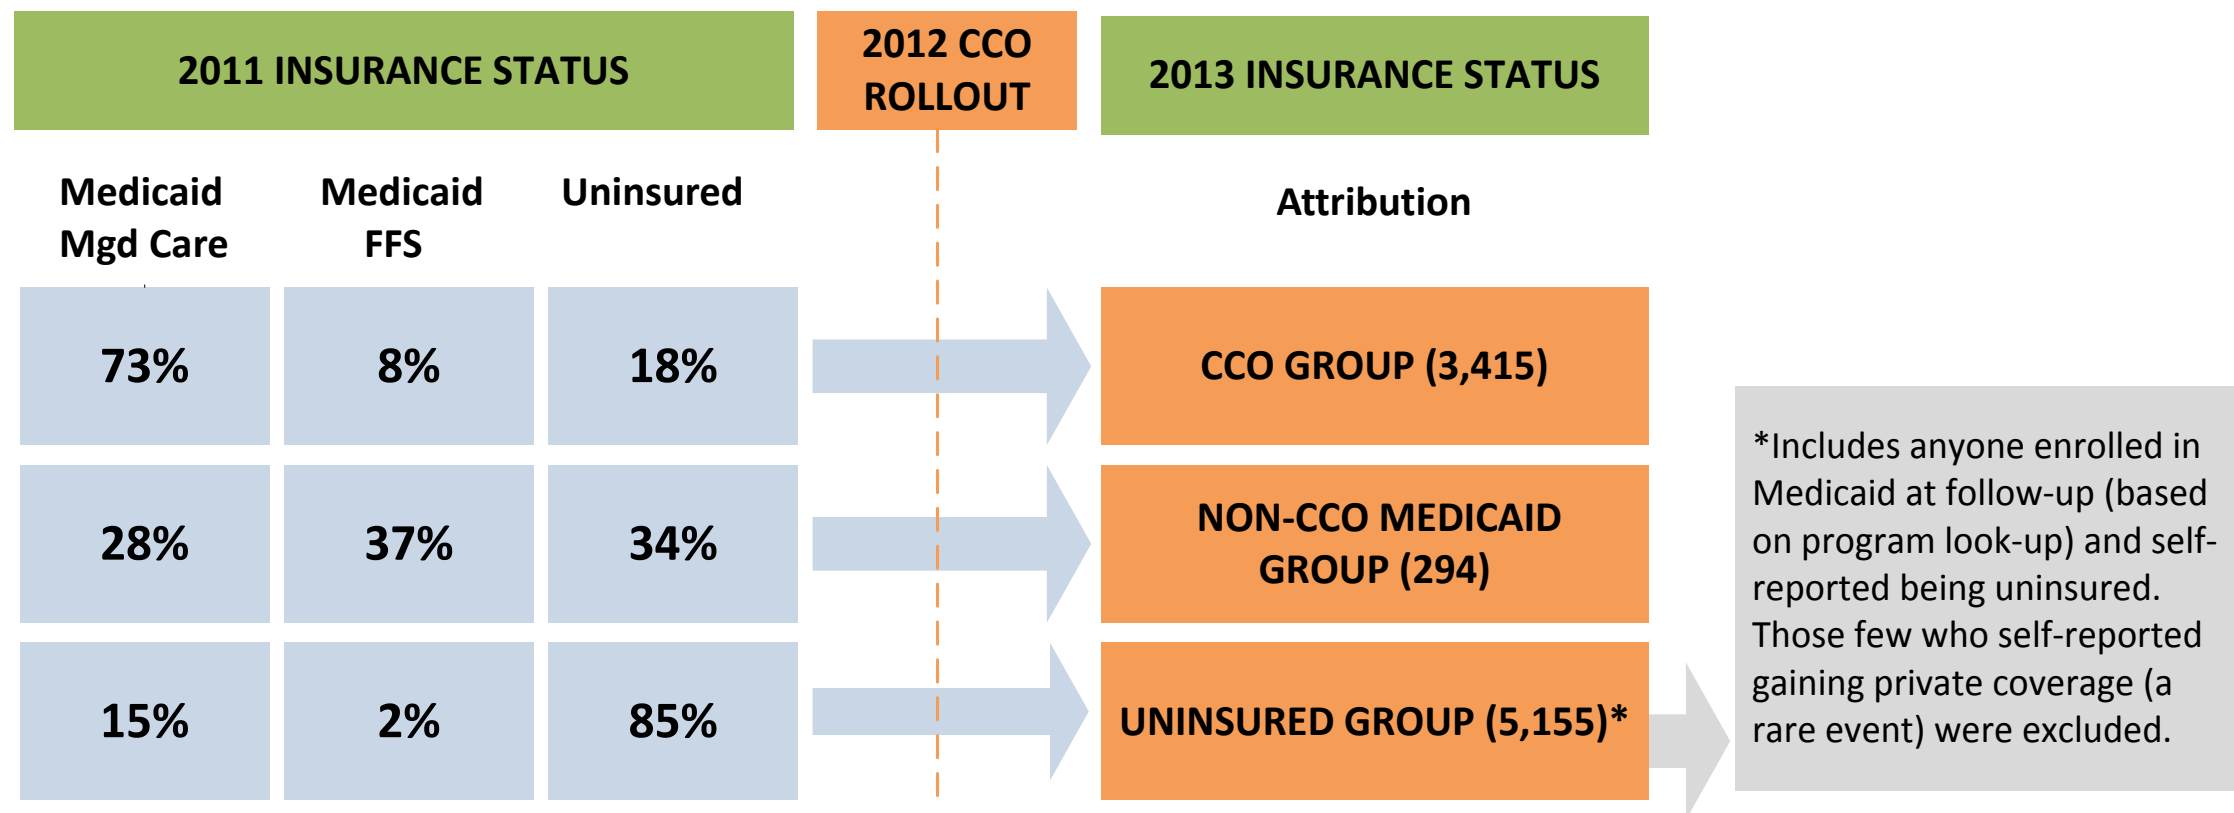 2011 INSURANCE STATUS
2012 CCO
ROLLOUT
2013 INSURANCE STATUS
Medicaid
Mgd Care
Medicaid
FFS
Uninsured
Attribution
73%
8%
18%
CCO GROUP (3,415)
28%
37%
34%
NON-CCO MEDICAID
GROUP (294)
15%
2%
85%
UNINSURED GROUP (5,155)*
*Includes anyone enrolled in
Medicaid at follow-up (based
on program look-up) and self-
reported being uninsured.
Those few who self-reported
gaining private coverage (a
rare event) were excluded.